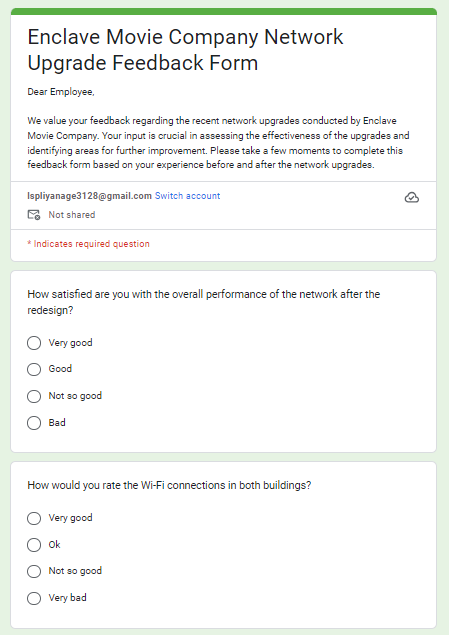 Enclave Movie Company Network
Upgrade Feedback Form
Dear Employee,
We value your feedback regarding the recent network upgrades conducted by Enclave
Movie Company. Your input is crucial in assessing the effectiveness of the upgrades and
identifying areas for further improvement. Please take a few moments to complete this
feedback form based on your experience before and after the network upgrades.
lspliyanage3128@gmail.com Switch account
Not shared
* Indicates required question
How satisfied are you with the overall performance of the network after the
redesign?
Very good
Good
Not so good
Bad
How would you rate the Wi-Fi connections in both buildings?
Very good
Ok
Not so good
Very bad